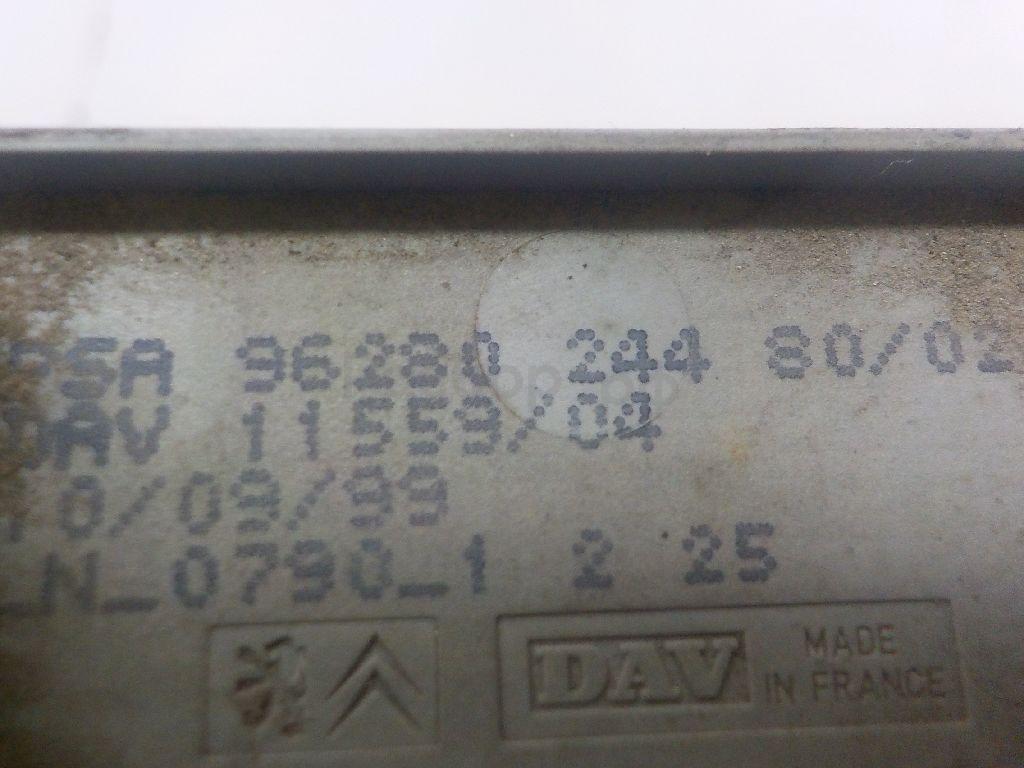 PSA 96280 244 80/02
DAV 11559/04
10/09/99
LN_0790_1 2 25
DAV
MADE
IN FRANCE